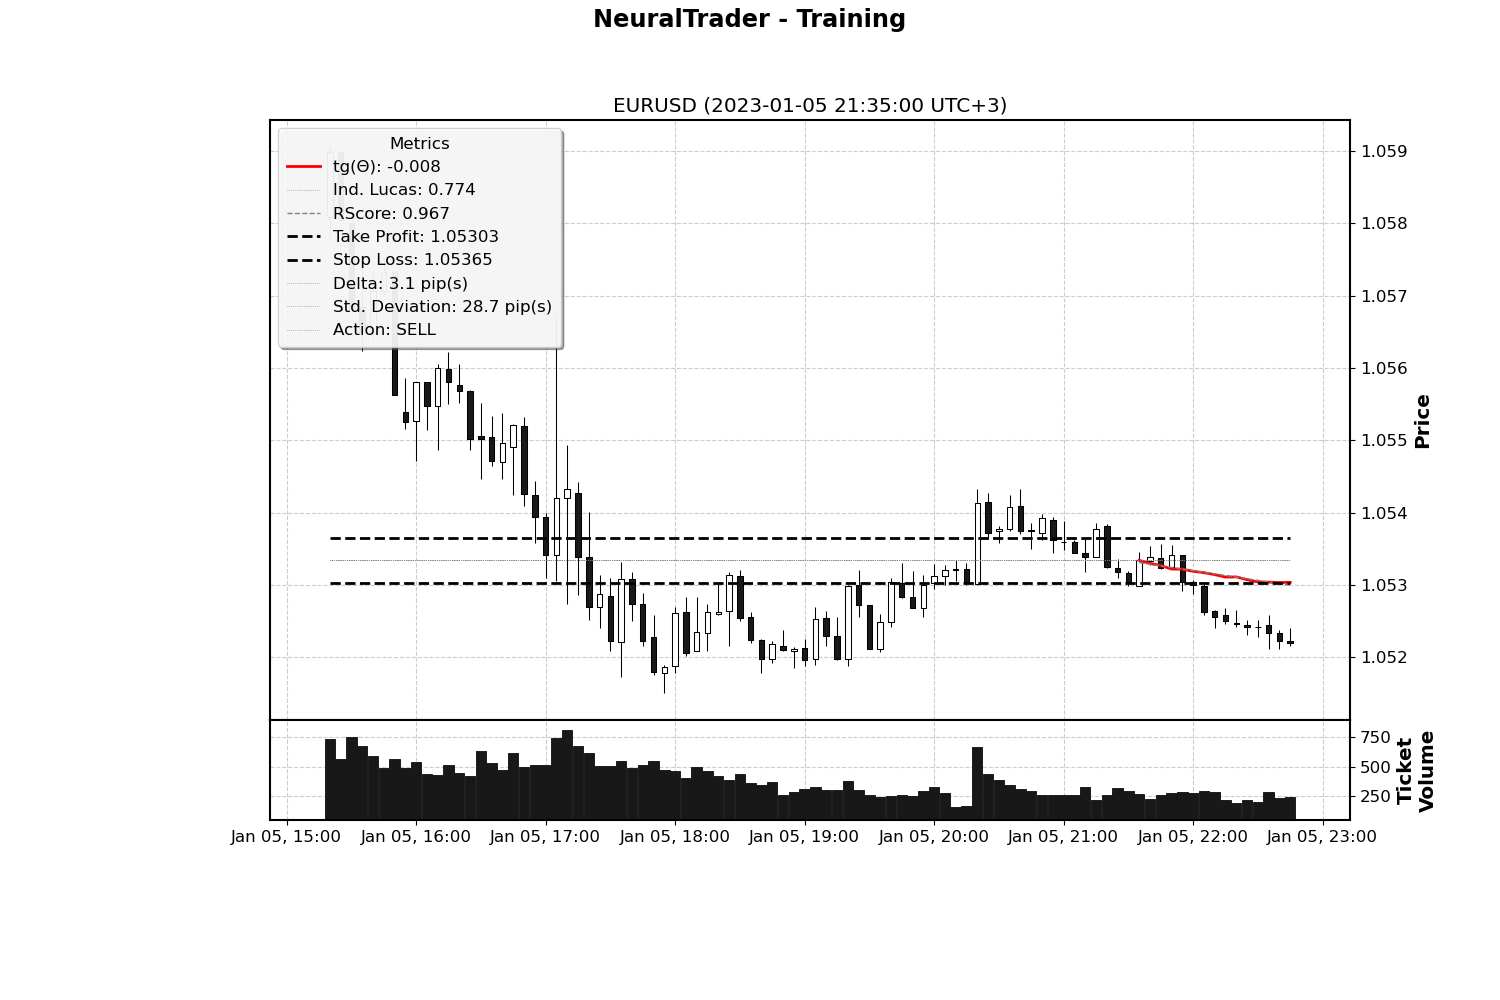 NeuralTrader - Training
EURUSD (2023-01-05 21:35:00 UTC+3)
Metrics
tg(Θ): -0.008
Ind. Lucas: 0.774
RScore: 0.967
Take Profit: 1.05303
Stop Loss: 1.05365
Delta: 3.1 pip(s)
Std. Deviation: 28.7 pip(s)
Action: SELL
1.059
1.058
1.057
1.056
1.055
1.054
1.053
1.052
Price
750
500
250
Ticket
Volume
Jan 05, 15:00
Jan 05, 16:00
Jan 05, 17:00
Jan 05, 18:00
Jan 05, 19:00
Jan 05, 20:00
Jan 05, 21:00
Jan 05, 22:00
Jan 05, 23:00